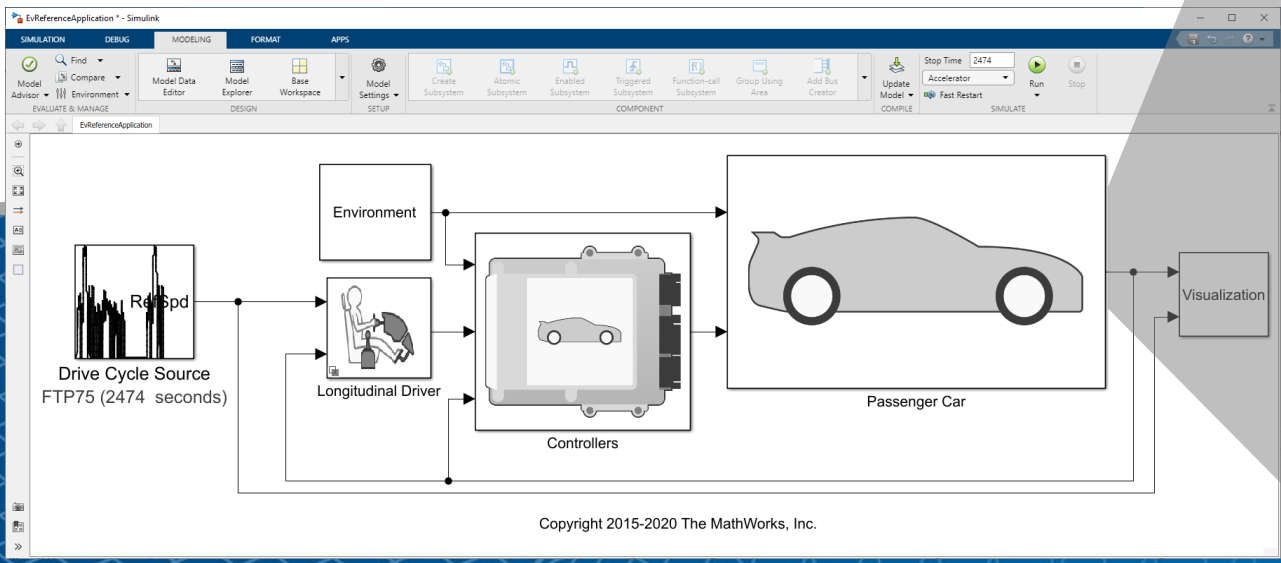 EvReferenceApplication * - Simulink
SIMULATION DEBUG MODELING FORMAT APPS
Model Advisor
Find
Compare
Environment
EVALUATE & MANAGE
Model Data Editor
Model Explorer
Base Workspace
DESIGN
Model Settings
SETUP
Create Subsystem
Atomic Subsystem
Enabled Subsystem
Triggered Subsystem
Function-call Subsystem
Group Using Area
Add Bus Creator
COMPONENT
Update Model
COMPILE
Stop Time 2474
Accelerator
Fast Restart
Run
Stop
SIMULATE
EvReferenceApplication
Environment
RefSpd
Drive Cycle Source
FTP75 (2474 seconds)
Longitudinal Driver
Controllers
Passenger Car
Visualization
Copyright 2015-2020 The MathWorks, Inc.